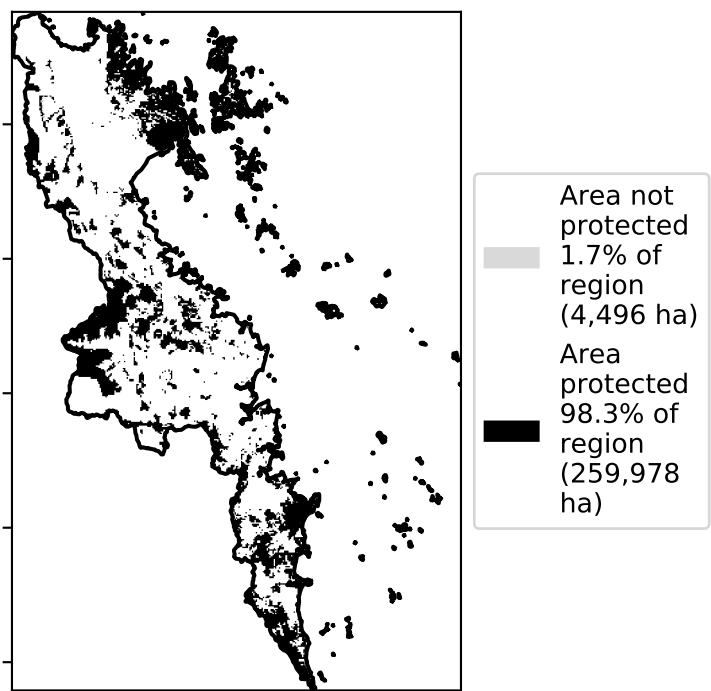 Area not
protected
1.7% of
region
(4,496 ha)
Area
protected
98.3% of
region
(259,978
ha)